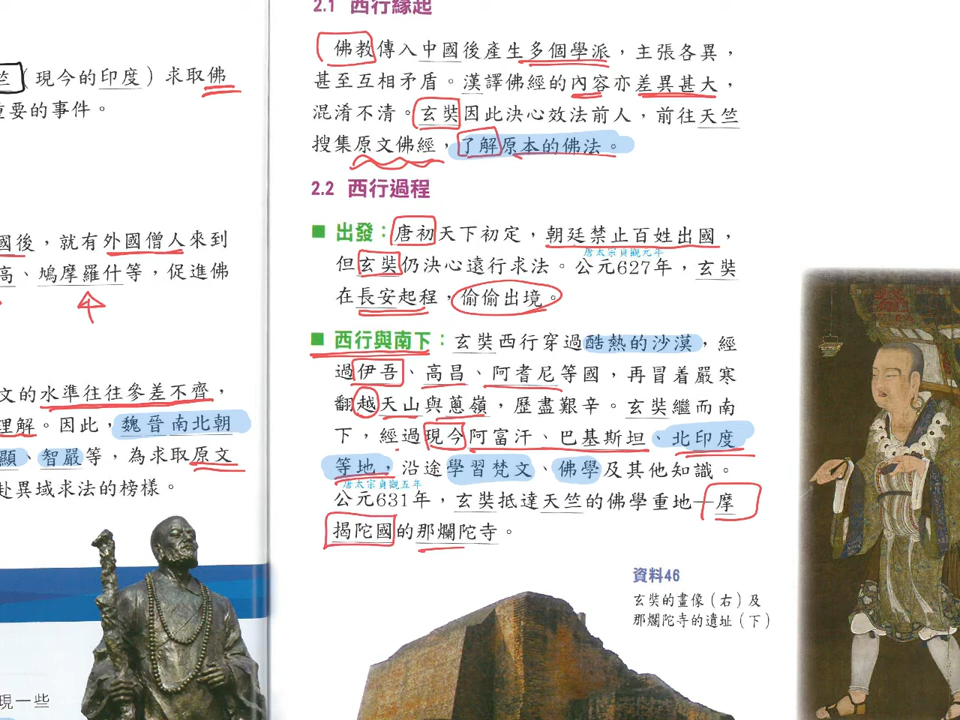 竺（現今的印度）求取佛
重要的事件。
國後，就有外國僧人來到
高、鳩摩羅什等，促進佛
文的水準往往參差不齊，
理解。因此，魏晉南北朝
顯、智嚴等，為求取原文
赴異域求法的榜樣。
現一些
2.1 西行緣起
佛教傳入中國後產生多個學派，主張各異，
甚至互相矛盾。漢譯佛經的內容亦差異甚大，
混淆不清。玄奘因此決心效法前人，前往天竺
搜集原文佛經，了解原本的佛法。
2.2 西行過程
出發：唐初天下初定，朝廷禁止百姓出國，
但玄奘仍決心遠行求法。公元627年，玄奘
唐太宗貞觀元年
在長安起程，偷偷出境。
西行與南下：玄奘西行穿過酷熱的沙漠，經
過伊吾、高昌、阿耆尼等國，再冒着嚴寒
翻越天山與蔥嶺，歷盡艱辛。玄奘繼而南
下，經過現今阿富汗、巴基斯坦、北印度
等地，沿途學習梵文、佛學及其他知識。
唐太宗貞觀五年
公元631年，玄奘抵達天竺的佛學重地—摩
揭陀國的那爛陀寺。
資料46
玄奘的畫像（右）及
那爛陀寺的遺址（下）